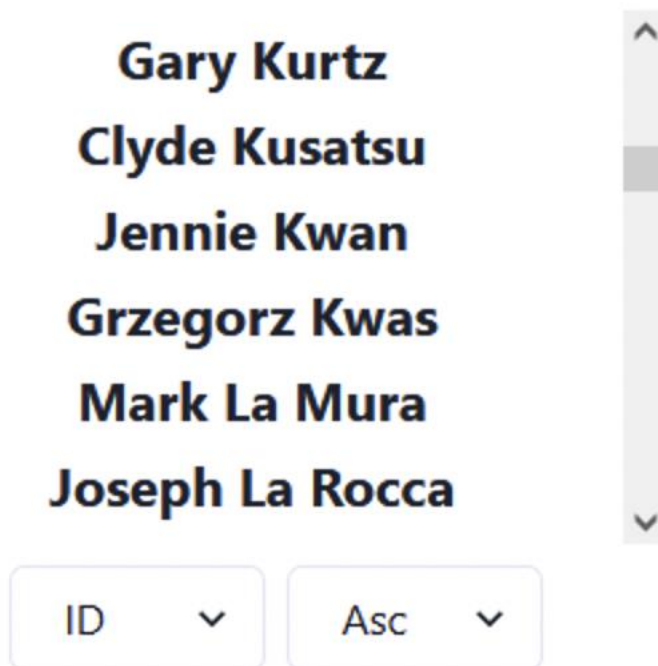 Gary Kurtz
Clyde Kusatsu
Jennie Kwan
Grzegorz Kwas
Mark La Mura
Joseph La Rocca
ID Asc